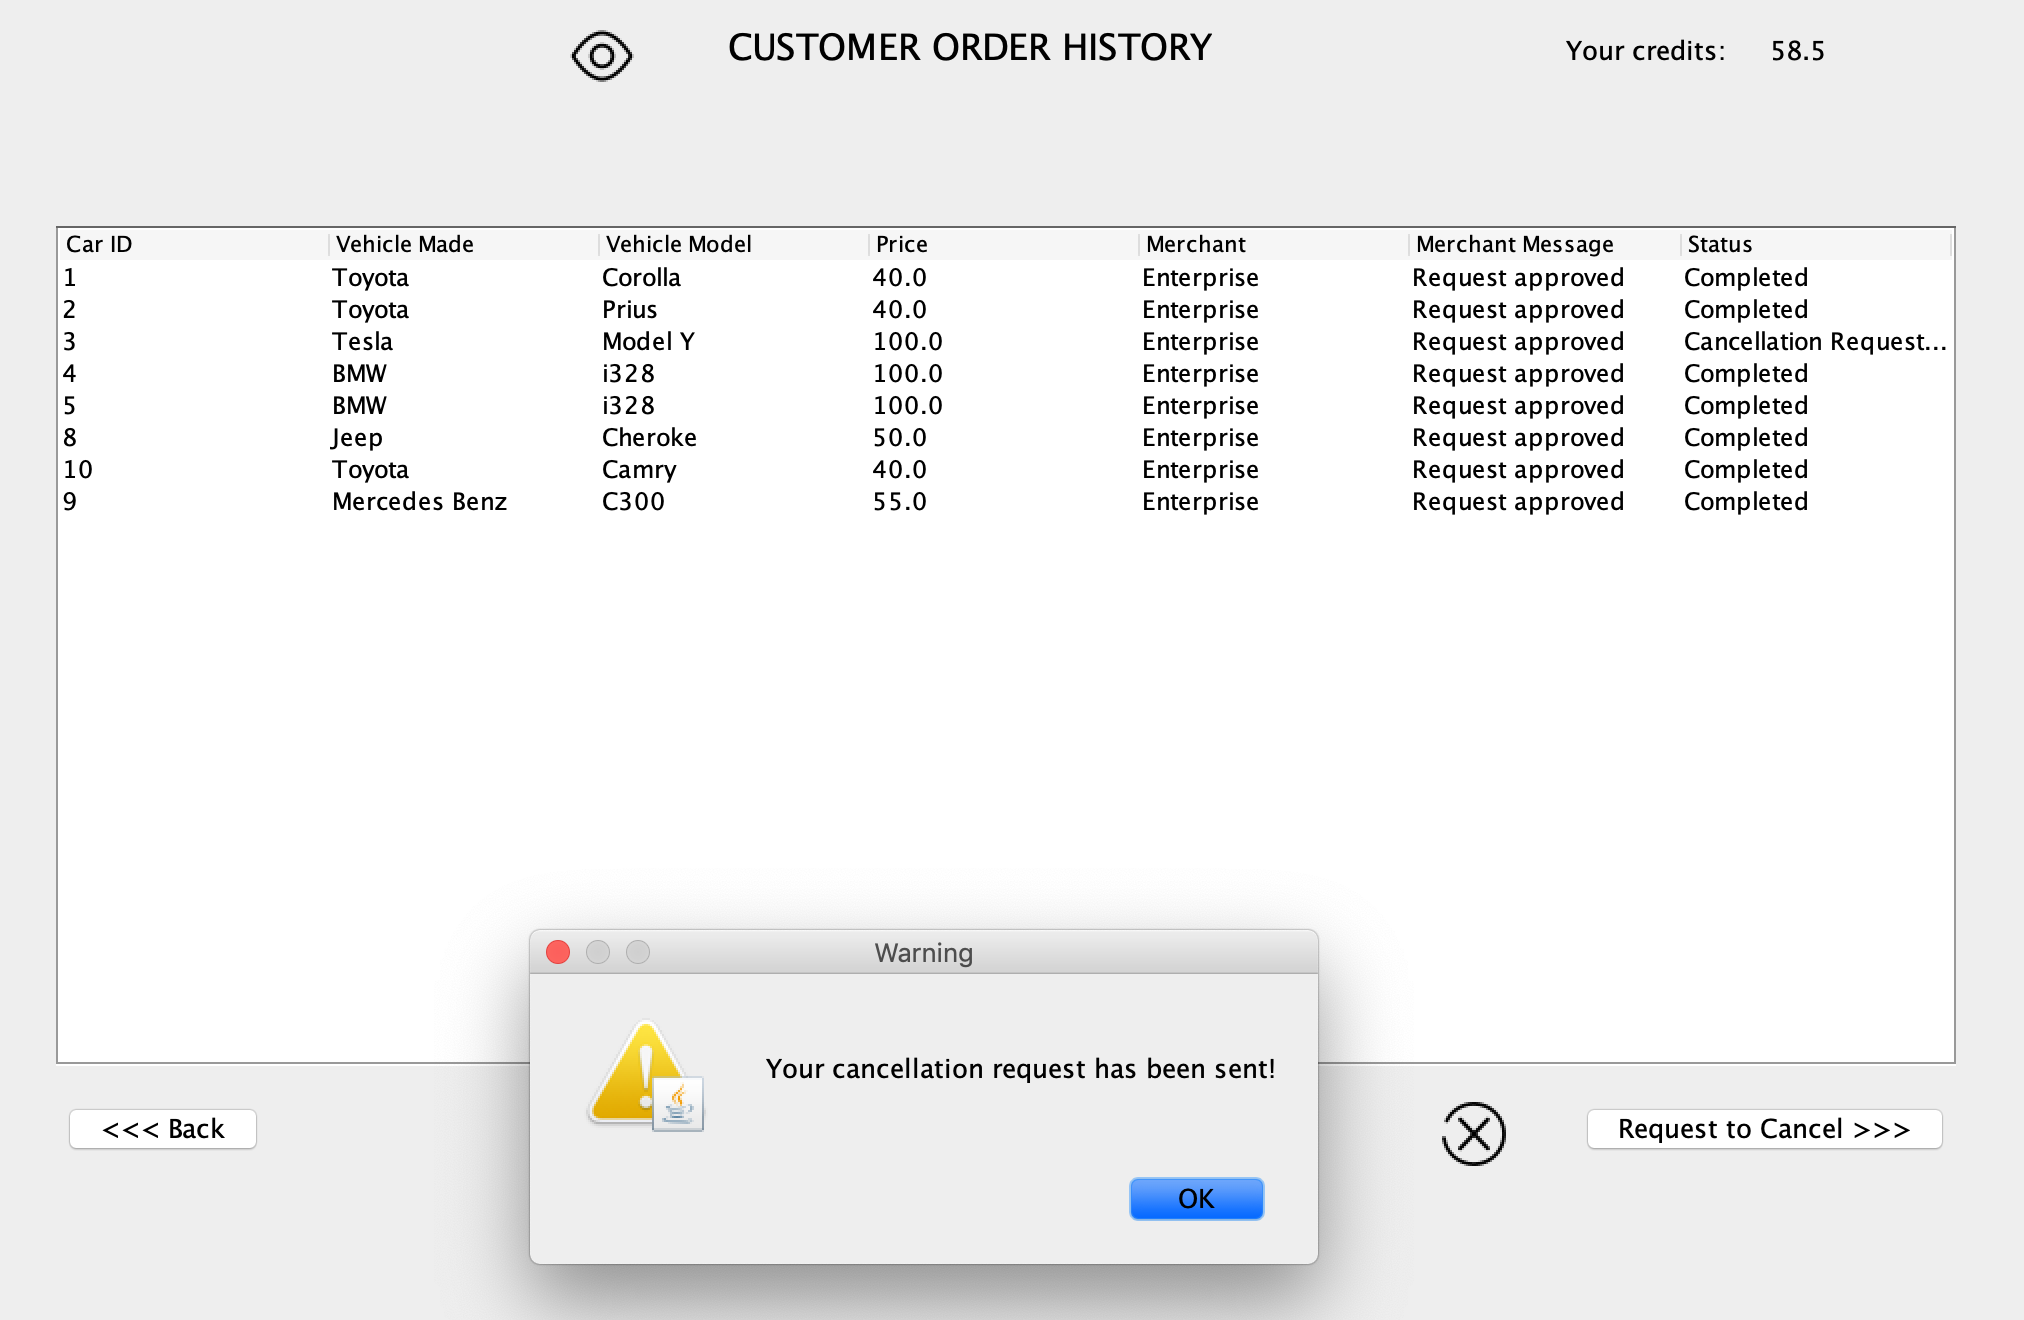 CUSTOMER ORDER HISTORY Your credits: 58.5
Car ID Vehicle Made Vehicle Model Price Merchant Merchant Message Status
1 Toyota Corolla 40.0 Enterprise Request approved Completed
2 Toyota Prius 40.0 Enterprise Request approved Completed
3 Tesla Model Y 100.0 Enterprise Request approved Cancellation Request...
4 BMW i328 100.0 Enterprise Request approved Completed
5 BMW i328 100.0 Enterprise Request approved Completed
8 Jeep Cheroke 50.0 Enterprise Request approved Completed
10 Toyota Camry 40.0 Enterprise Request approved Completed
9 Mercedes Benz C300 55.0 Enterprise Request approved Completed
Warning
Your cancellation request has been sent!
<<< Back Request to Cancel >>>
OK